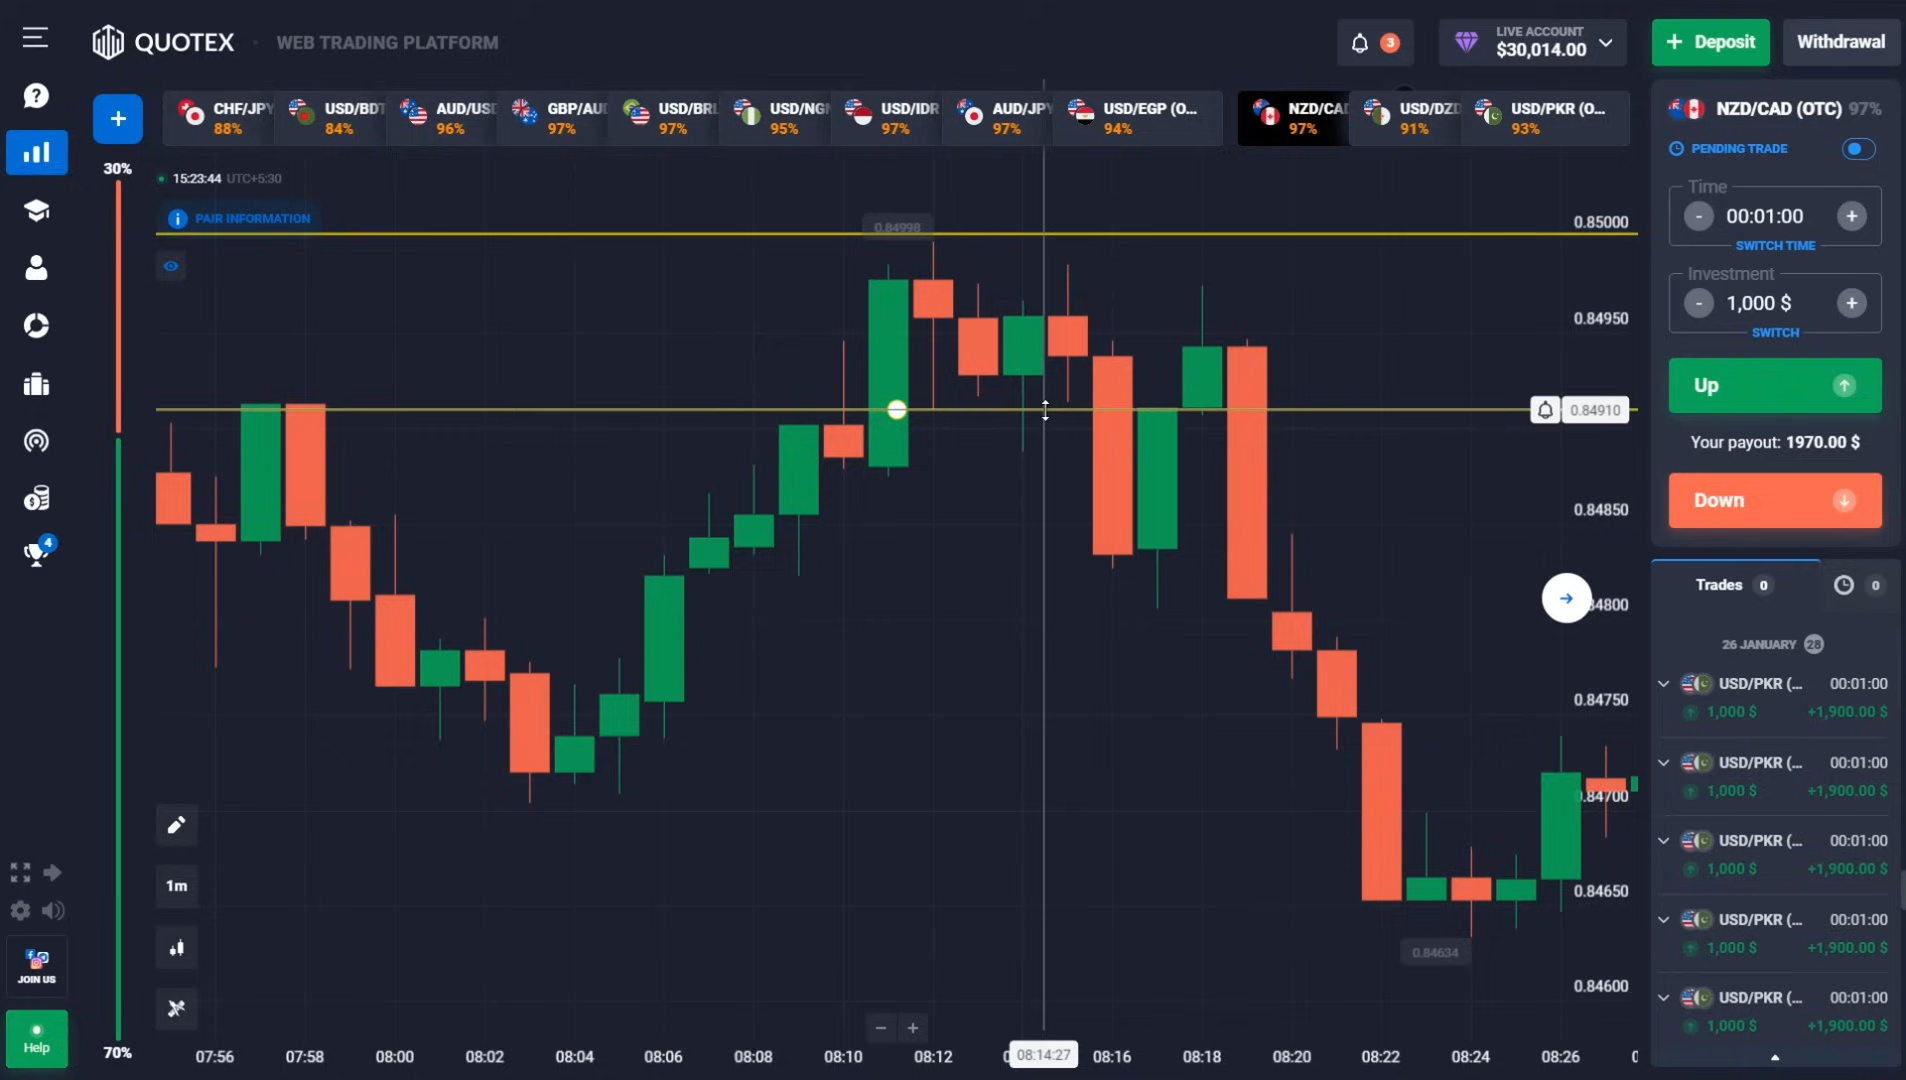 QUOTEX
WEB TRADING PLATFORM
3
LIVE ACCOUNT
$30,014.00
+ Deposit
Withdrawal
+
CHF/JPY
88%
USD/BDT
84%
AUD/USD
96%
GBP/AUD
97%
USD/BRL
97%
USD/NGN
95%
USD/IDR
97%
AUD/JPY
97%
USD/EGP (O...
94%
NZD/CAD
97%
USD/DZD
91%
USD/PKR (O...
93%
30%
15:23:44 UTC+5:30
PAIR INFORMATION
0.84998
0.85000
0.84950
0.84910
0.84850
0.84750
0.84700
0.84650
0.84634
0.84600
1m
− +
70%
07:56
07:58
08:00
08:02
08:04
08:06
08:08
08:10
08:12
08:14:27
08:16
08:18
08:20
08:22
08:24
08:26
4
JOIN US
Help
NZD/CAD (OTC) 97%
PENDING TRADE
Time
- 00:01:00 +
SWITCH TIME
Investment
- 1,000 $ +
SWITCH
Up
Your payout: 1970.00 $
Down
Trades 0
0
26 JANUARY 28
USD/PKR (... 00:01:00
1,000 $ +1,900.00 $
USD/PKR (... 00:01:00
1,000 $ +1,900.00 $
USD/PKR (... 00:01:00
1,000 $ +1,900.00 $
USD/PKR (... 00:01:00
1,000 $ +1,900.00 $
USD/PKR (... 00:01:00
1,000 $ +1,900.00 $